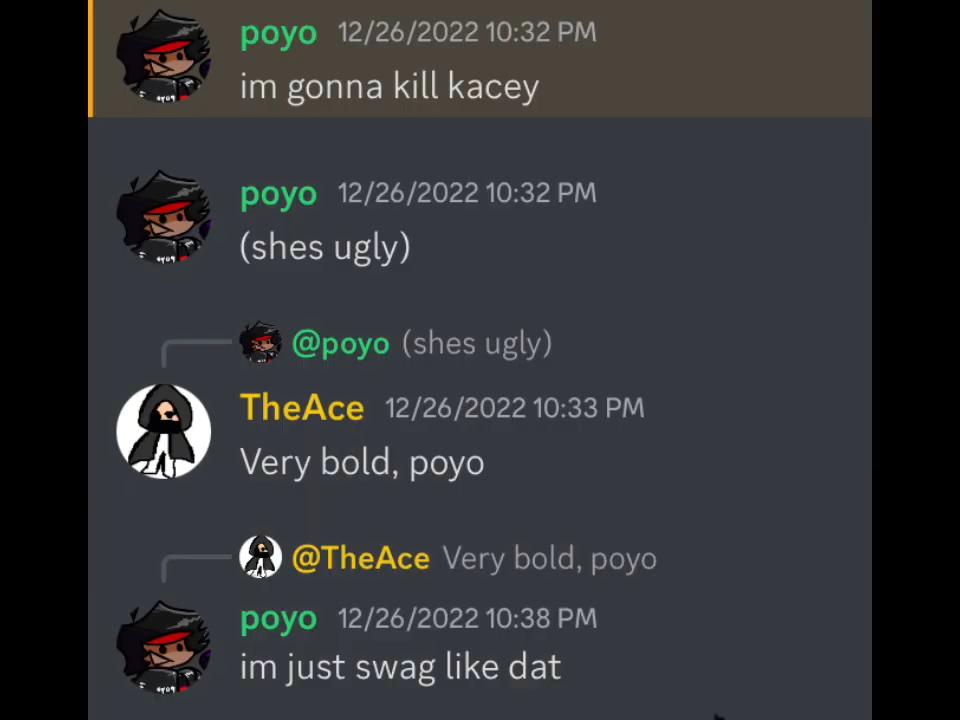 poyo 12/26/2022 10:32 PM
im gonna kill kacey
poyo 12/26/2022 10:32 PM
(shes ugly)
@poyo (shes ugly)
TheAce 12/26/2022 10:33 PM
Very bold, poyo
@TheAce Very bold, poyo
poyo 12/26/2022 10:38 PM
im just swag like dat